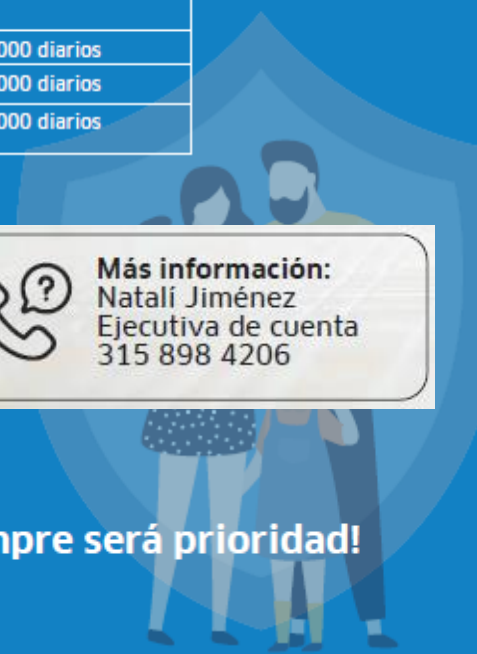 000 diarios
000 diarios
000 diarios
?
Más información:
Natalí Jiménez
Ejecutiva de cuenta
315 898 4206
mpre será prioridad!